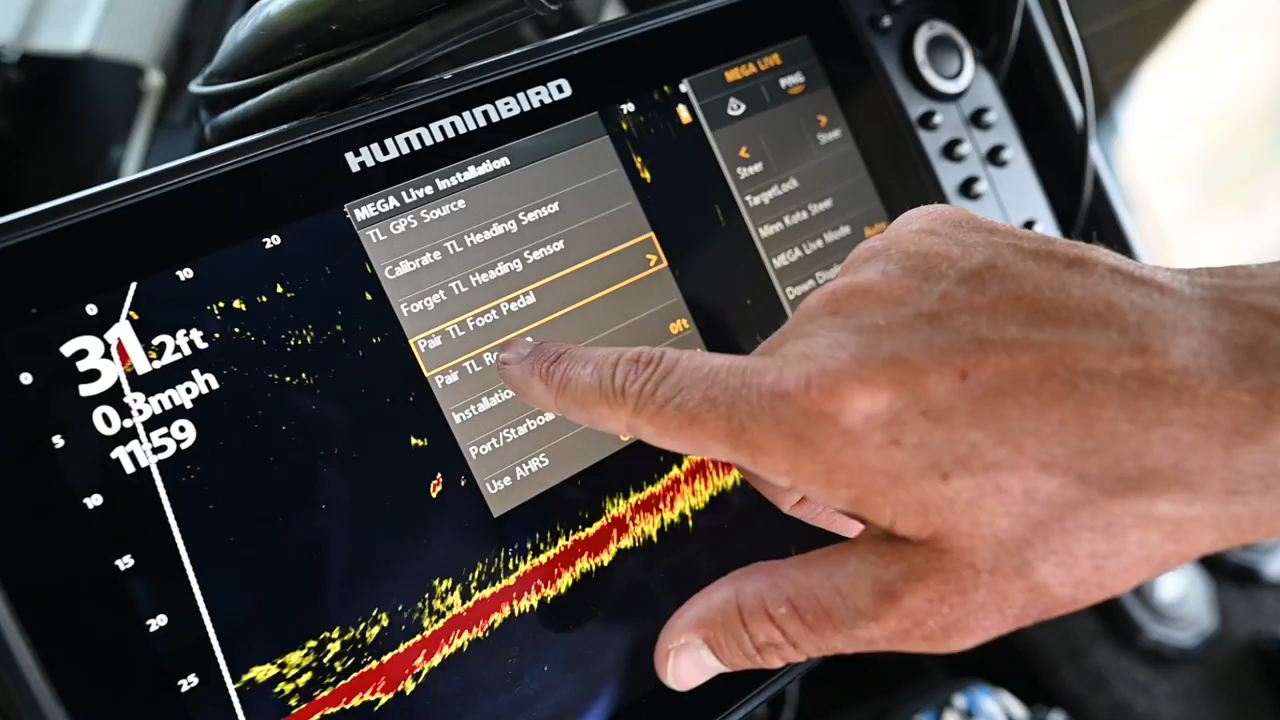 HUMMINBIRD
MEGA Live Installation
TL GPS Source
Calibrate TL Heading Sensor
Forget TL Heading Sensor
Pair TL Foot Pedal
>
Pair TL
0ft
Port/Starboa
Use AHRS
MEGA LIVE
PING
<
Steer
>
Steer
TargetLock
Minn Kota Steer
MEGA Live Mode
Down
70
20
10
0
31.2ft
0.3mph
11:59
0
5
10
15
20
25